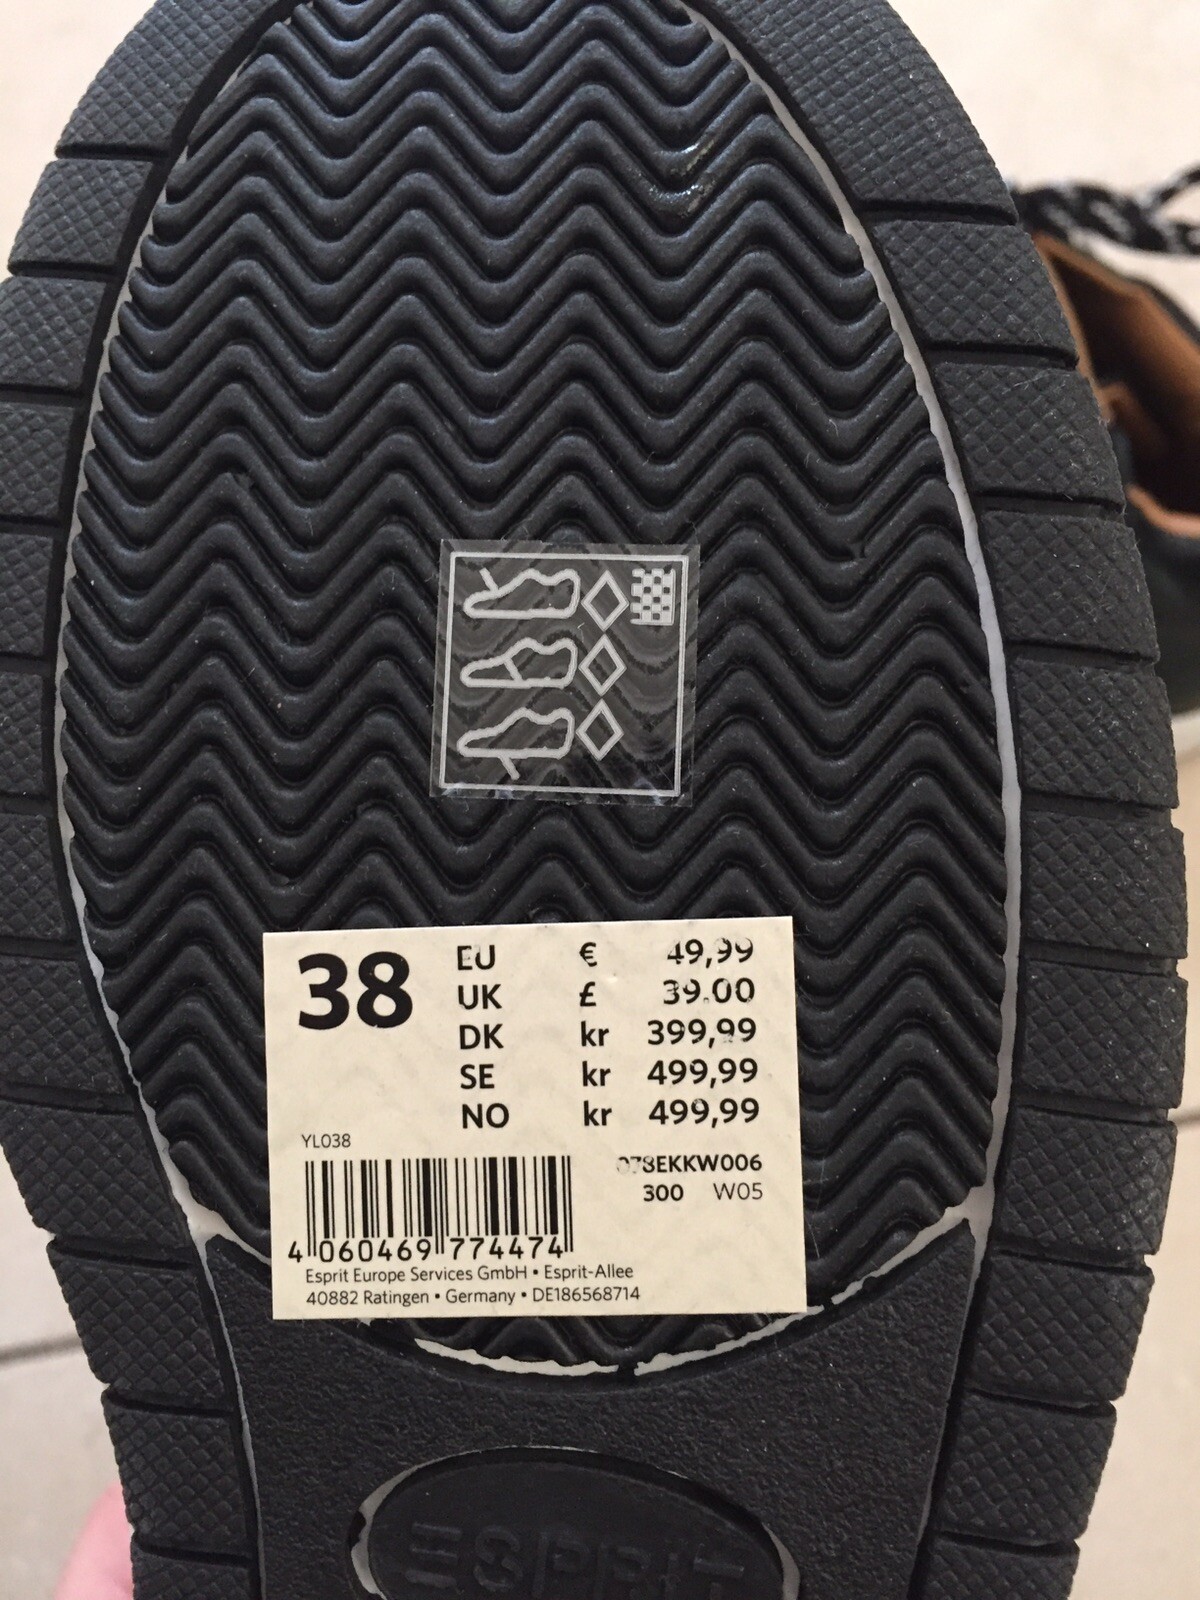 38
EU € 49,99
UK £ 39.00
DK kr 399,99
SE kr 499,99
NO kr 499,99
YL038
078EKKW006
300 W05
4 060469 774474
Esprit Europe Services GmbH • Esprit-Allee
40882 Ratingen • Germany • DE186568714
ESPRIT